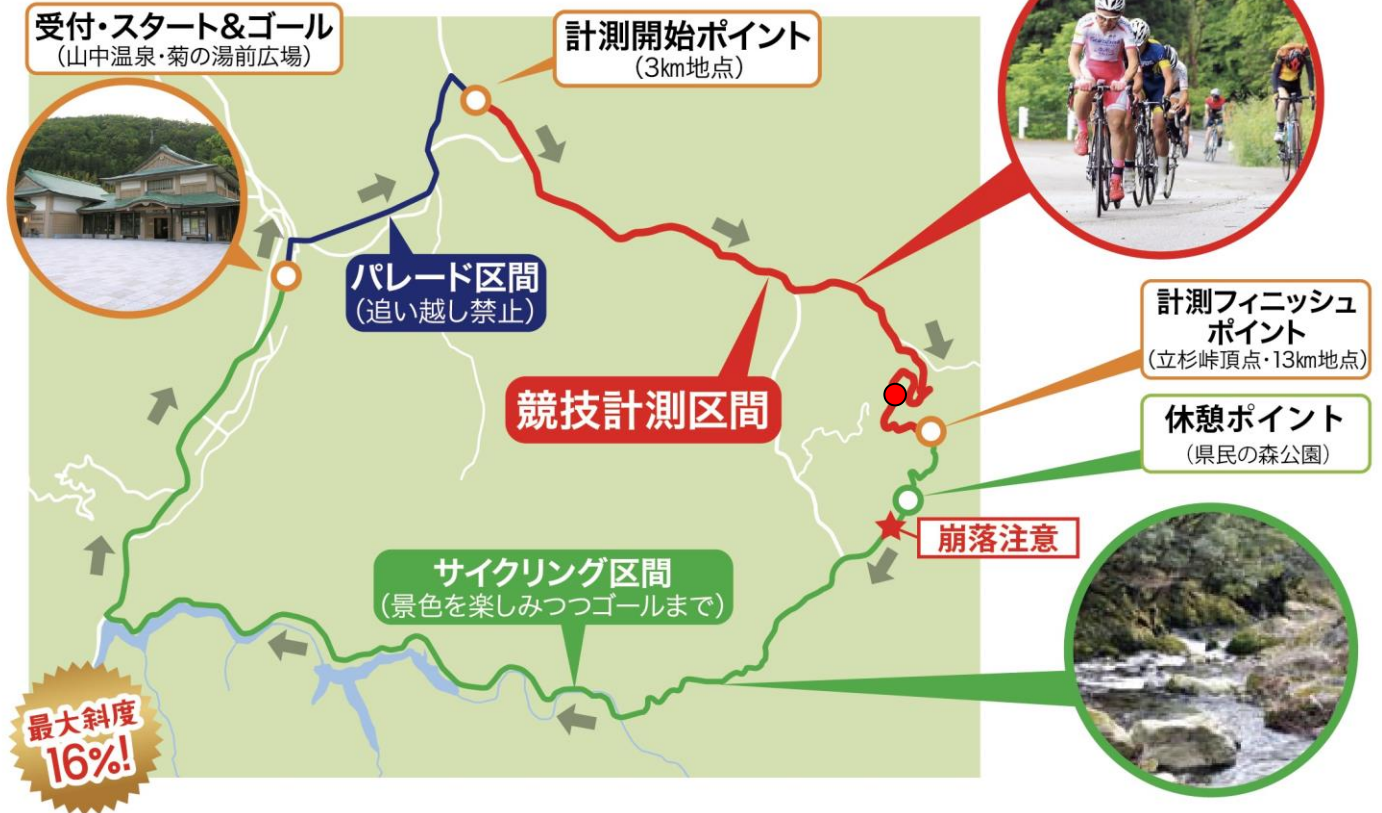 受付・スタート&ゴール
(山中温泉・菊の湯前広場)
計測開始ポイント
(3km地点)
パレード区間
(追い越し禁止)
競技計測区間
計測フィニッシュ
ポイント
(立杉峠頂点・13km地点)
休憩ポイント
(県民の森公園)
崩落注意
サイクリング区間
(景色を楽しみつつゴールまで)
最大斜度
16%!